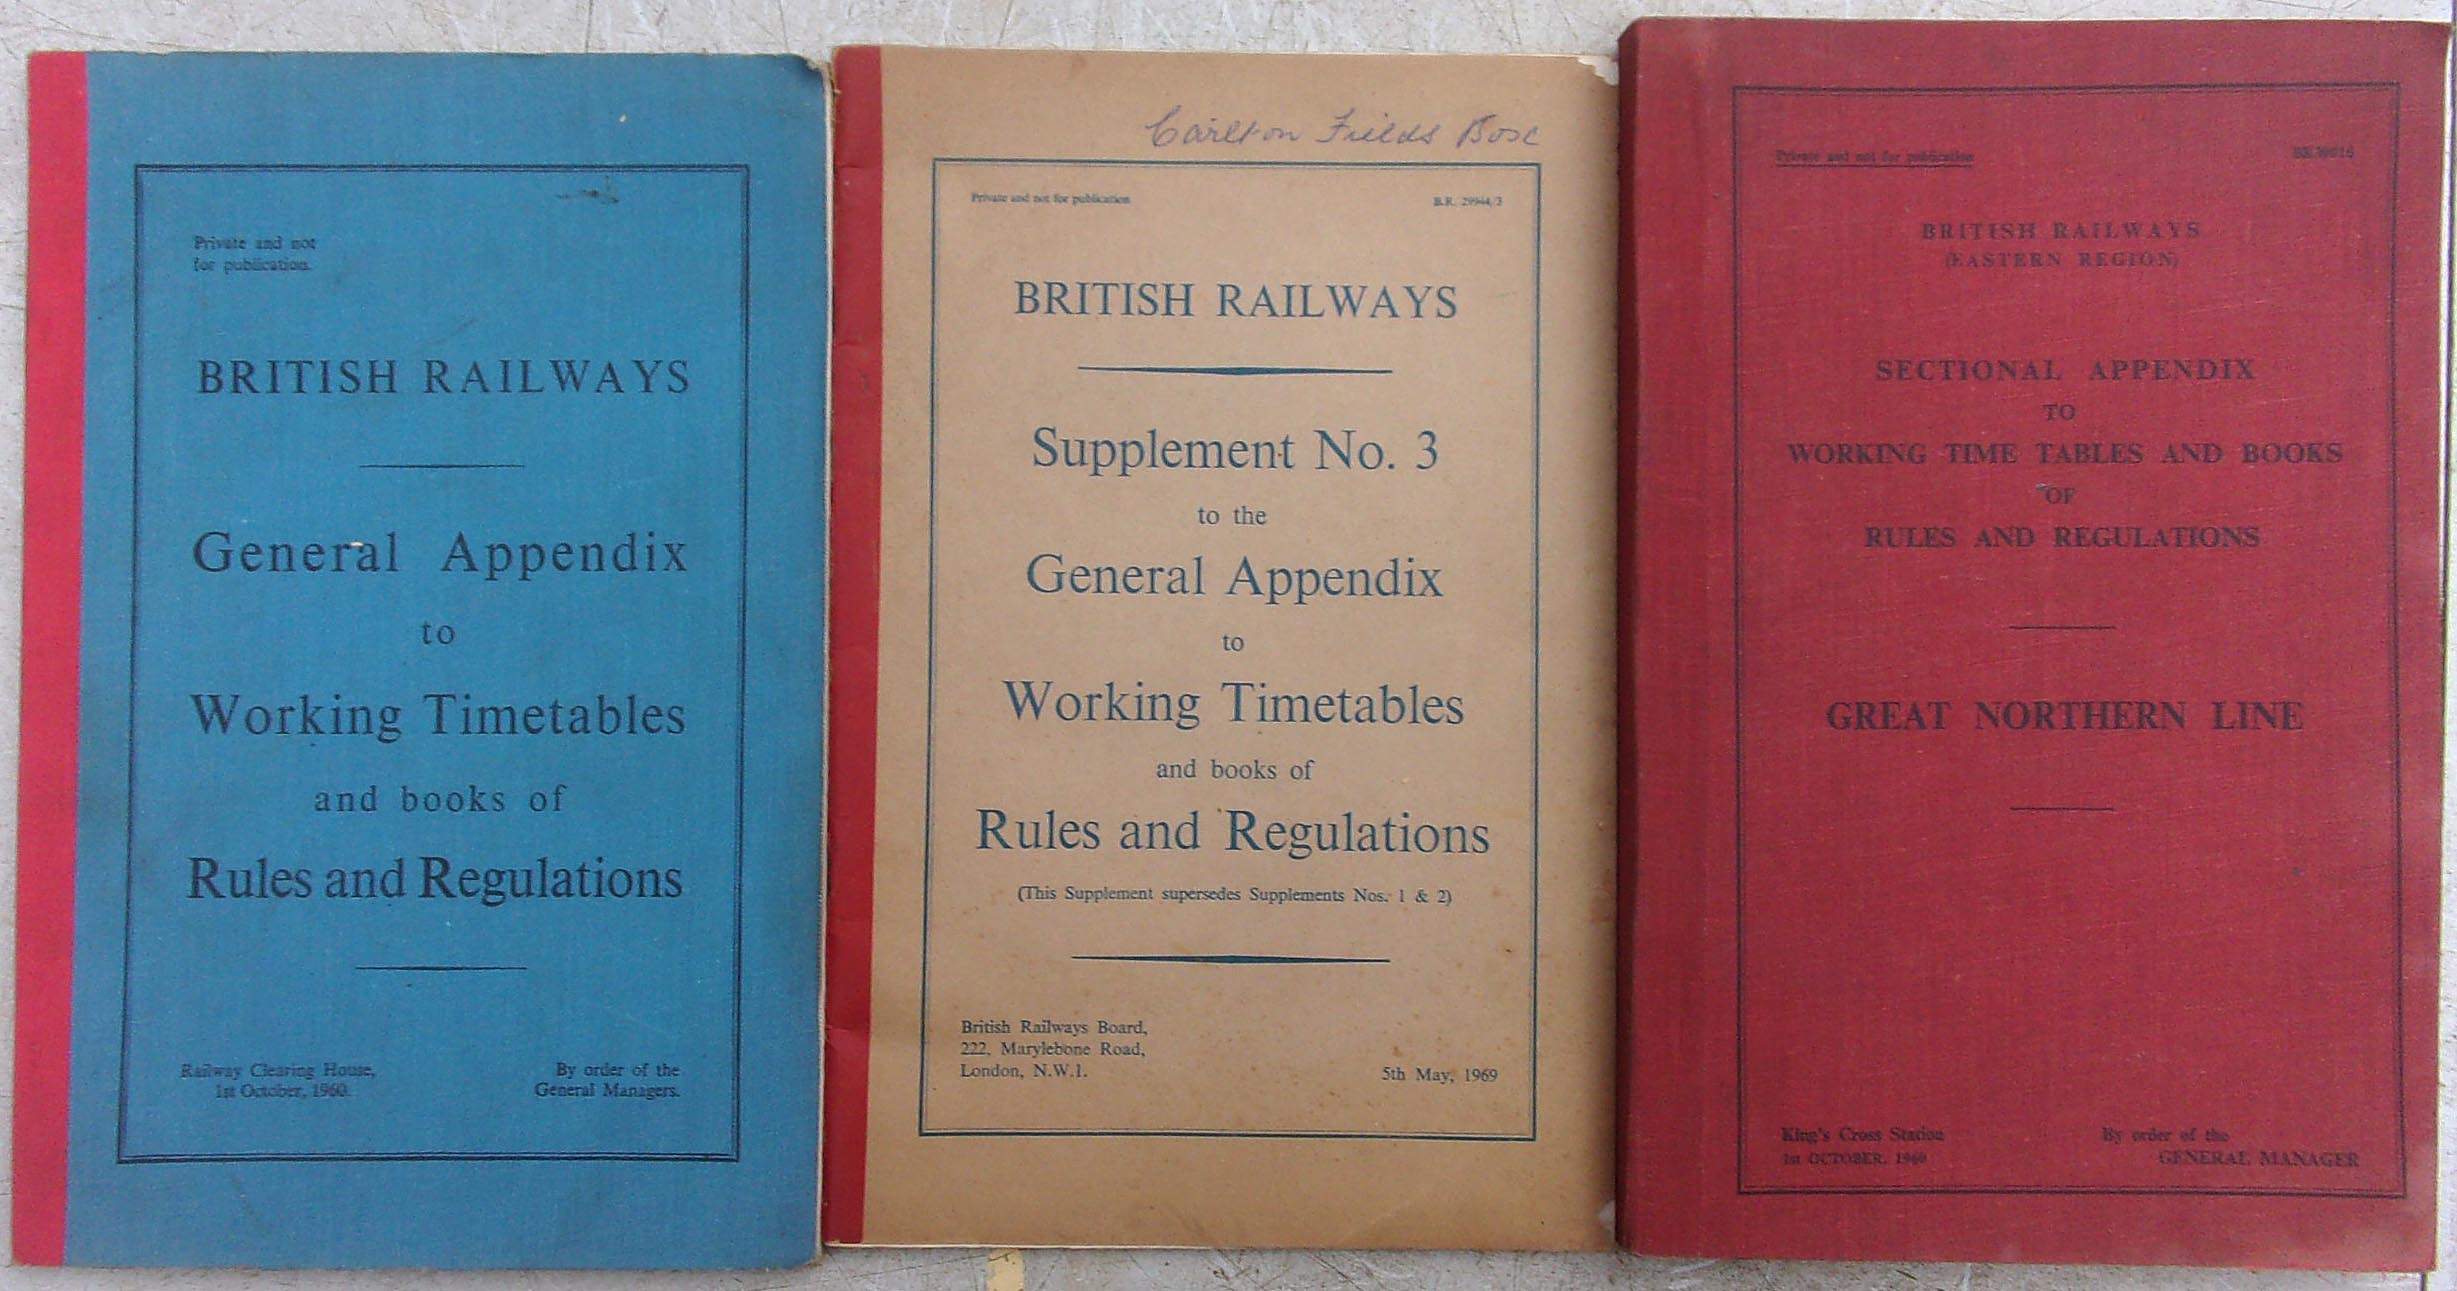 Private and not
for publication.
BRITISH RAILWAYS
General Appendix
to
Working Timetables
and books of
Rules and Regulations
Railway Clearing House,
1st October, 1960.
By order of the
General Managers.
Carlton Fields Box
Private and not for publication
B.R. 29944/3
BRITISH RAILWAYS
Supplement No. 3
to the
General Appendix
to
Working Timetables
and books of
Rules and Regulations
(This Supplement supersedes Supplements Nos. 1 & 2)
British Railways Board,
222, Marylebone Road,
London, N.W.1.
5th May, 1969
Private and not for publication
BRITISH RAILWAYS
(EASTERN REGION)
SECTIONAL APPENDIX
TO
WORKING TIME TABLES AND BOOKS
OF
RULES AND REGULATIONS
GREAT NORTHERN LINE
King's Cross Station
1st OCTOBER, 1960
By order of the
GENERAL MANAGER